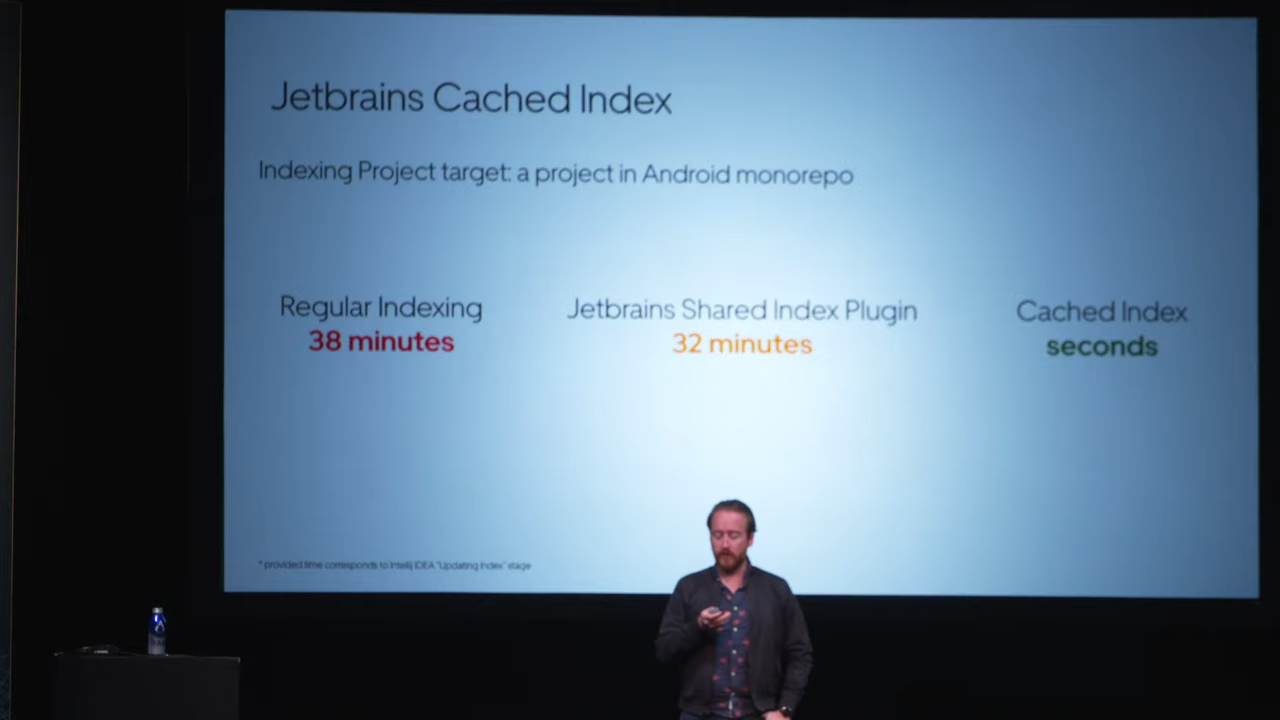 Jetbrains Cached Index
Indexing Project target: a project in Android monorepo
Regular Indexing
38 minutes
Jetbrains Shared Index Plugin
32 minutes
Cached Index
seconds
* provided time corresponds to Intellij IDEA "Updating Index" stage